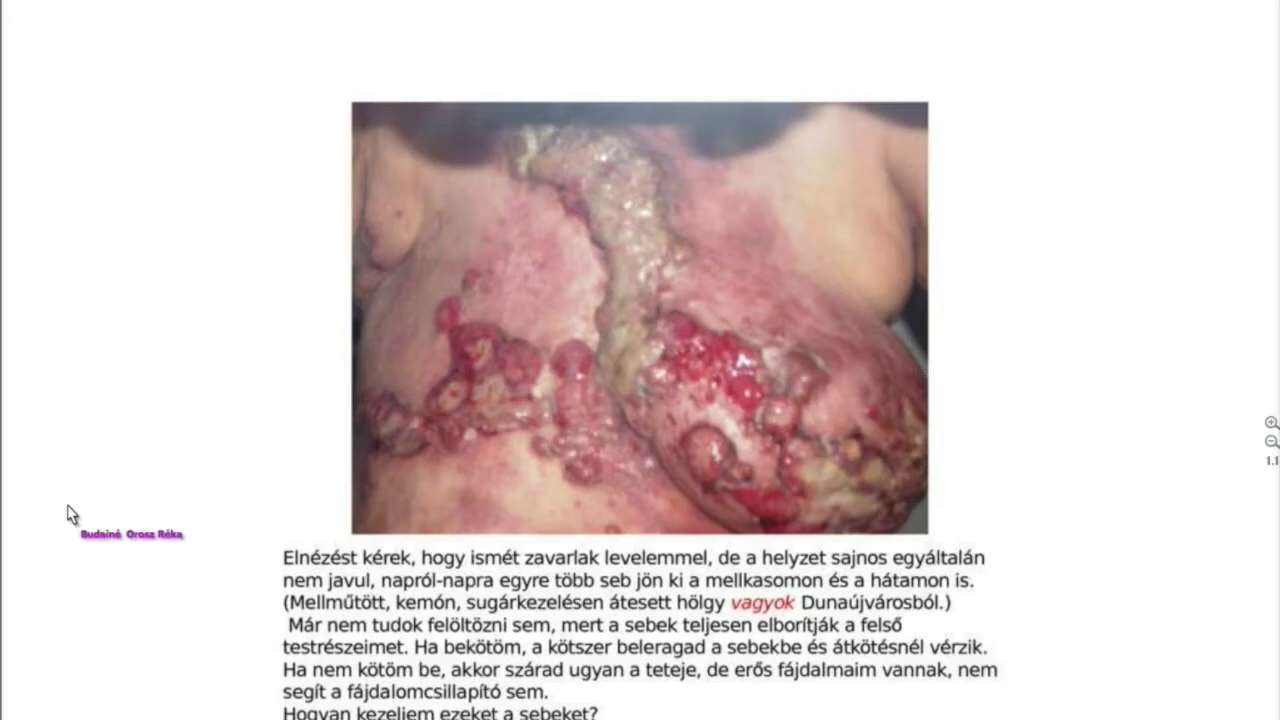 1.1
Budainé Orosz Réka
Elnézést kérek, hogy ismét zavarlak levelemmel, de a helyzet sajnos egyáltalán
nem javul, napról-napra egyre több seb jön ki a mellkasomon és a hátamon is.
(Mellműtött, kemón, sugárkezelésen átesett hölgy vagyok Dunaújvárosból.)
Már nem tudok felöltözni sem, mert a sebek teljesen elborítják a felső
testrészeimet. Ha bekötöm, a kötszer beleragad a sebekbe és átkötésnél vérzik.
Ha nem kötöm be, akkor szárad ugyan a teteje, de erős fájdalmaim vannak, nem
segít a fájdalomcsillapító sem.
Hogyan kezeljem ezeket a sebeket?